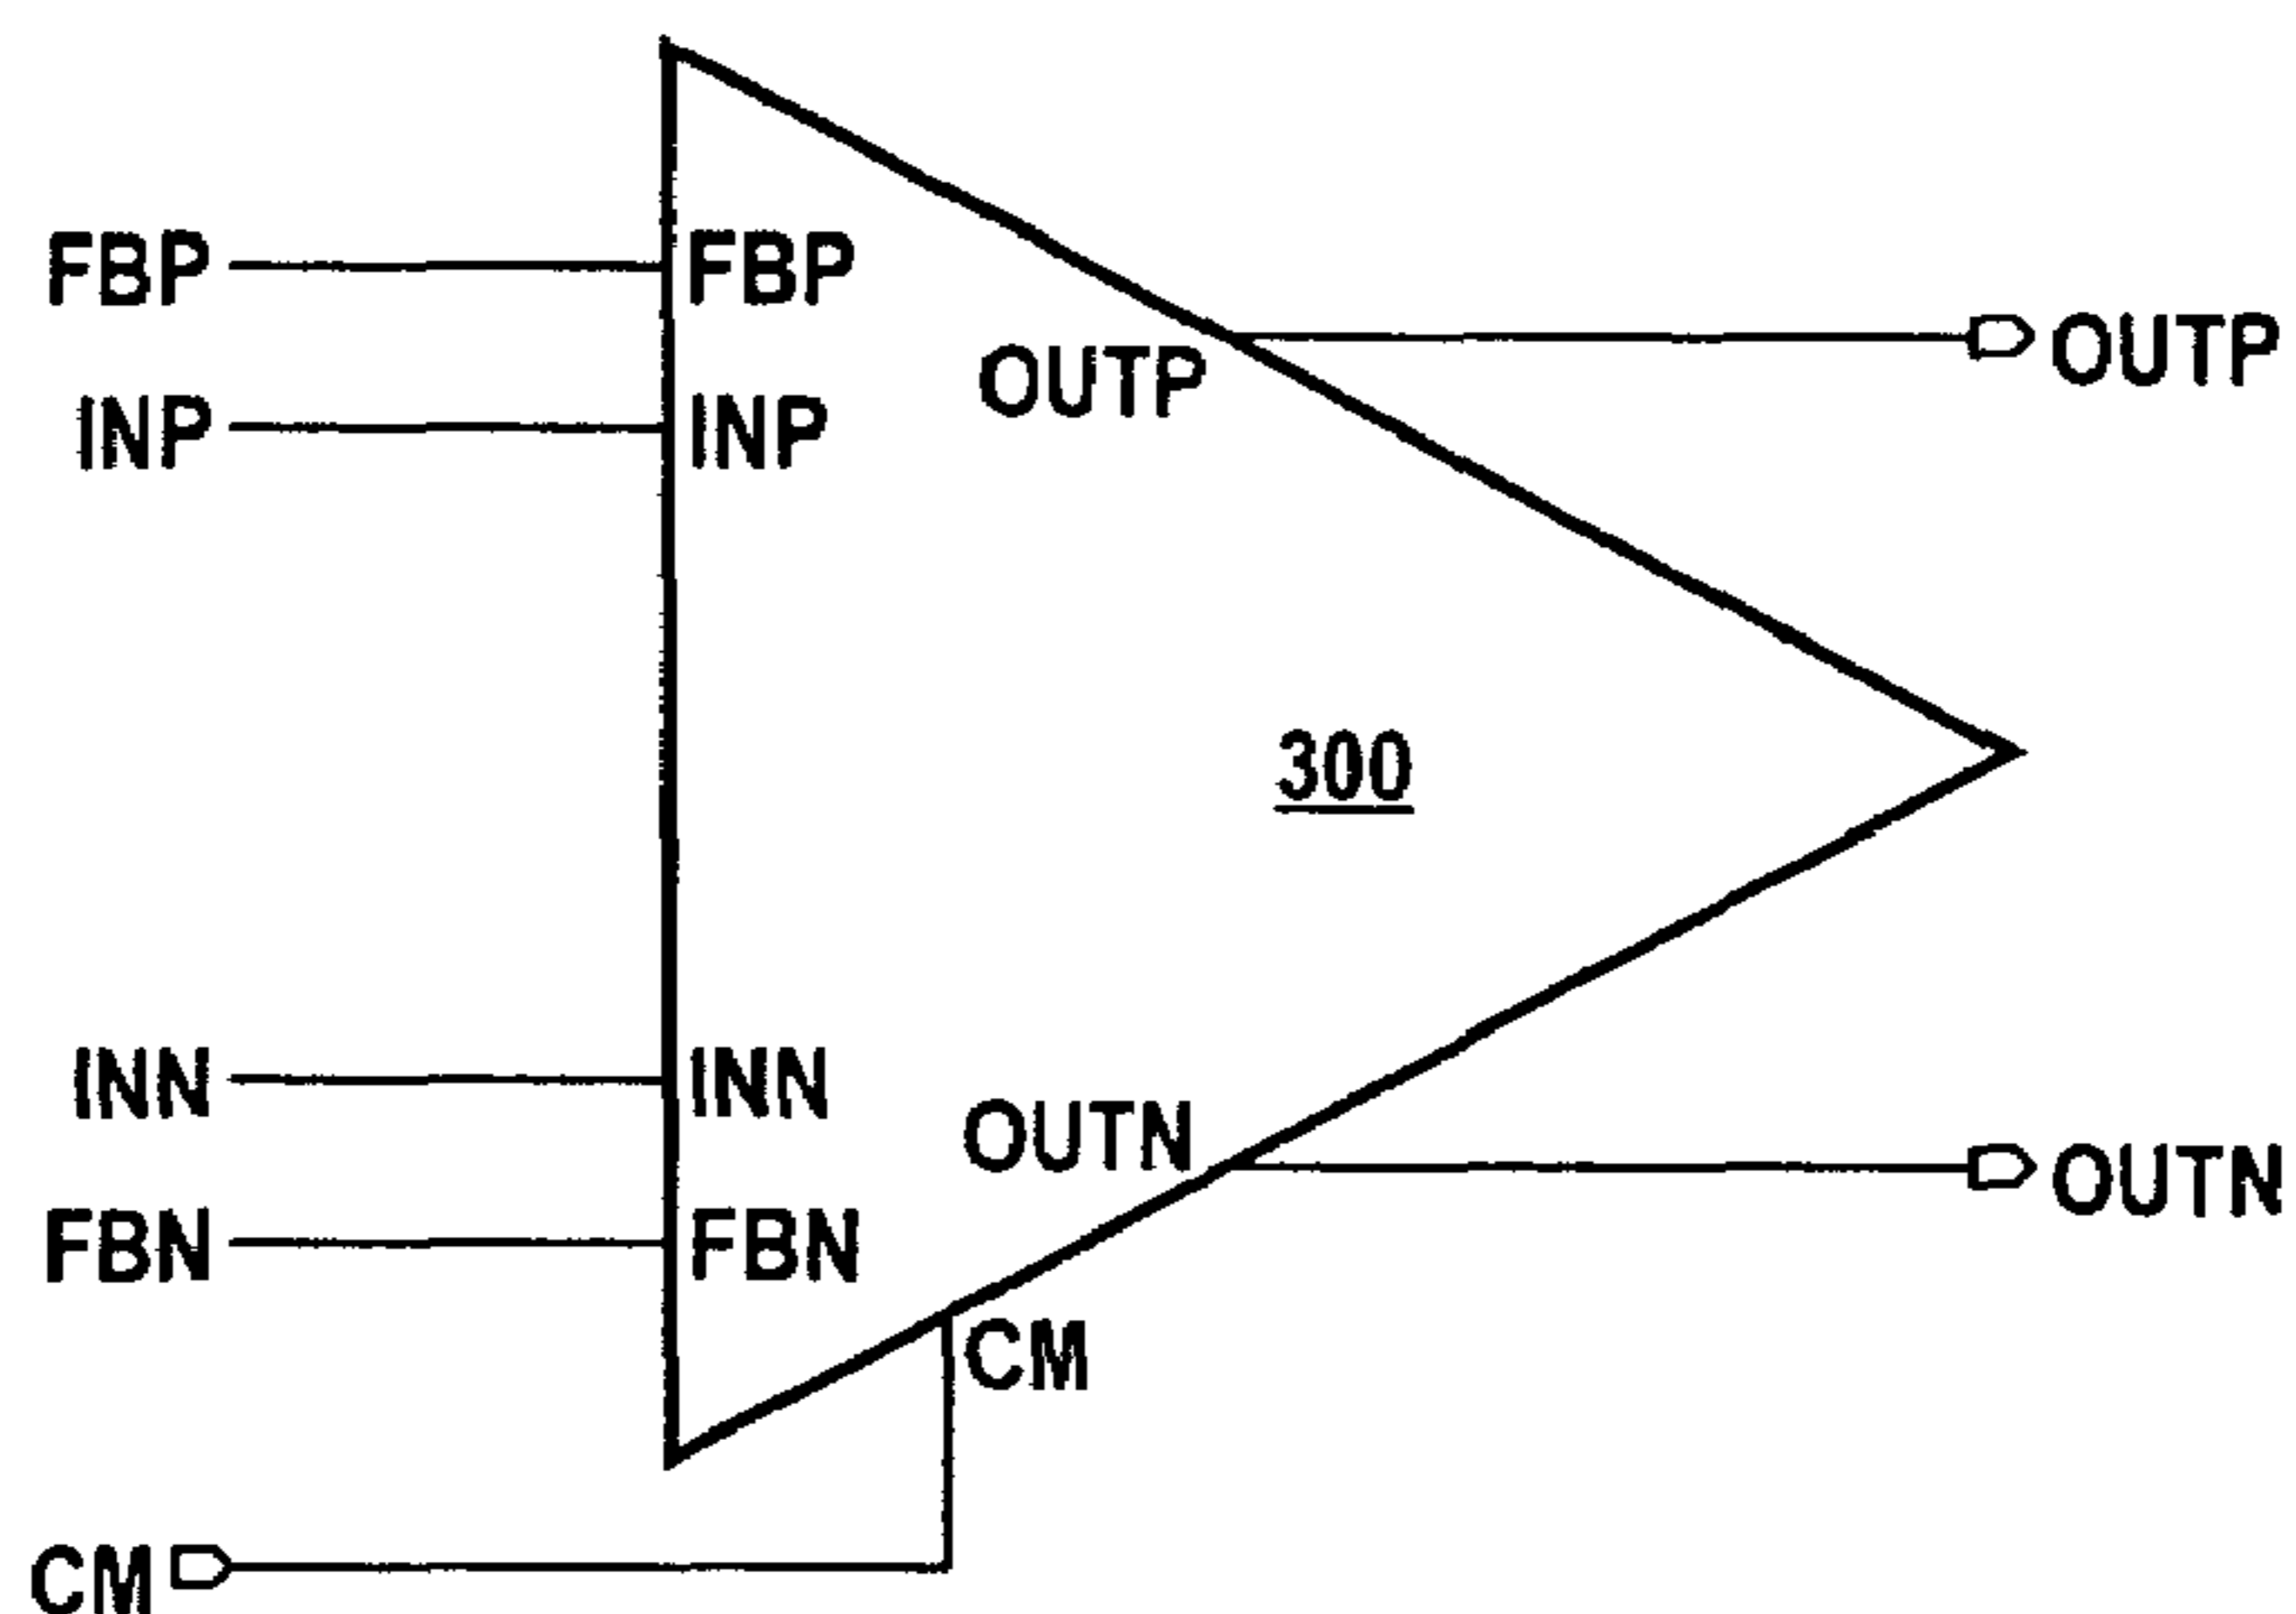 FBP FBP
OUTP OUTP
INP INP
300
INN INN
OUTN OUTN
FBN FBN
CM
CM